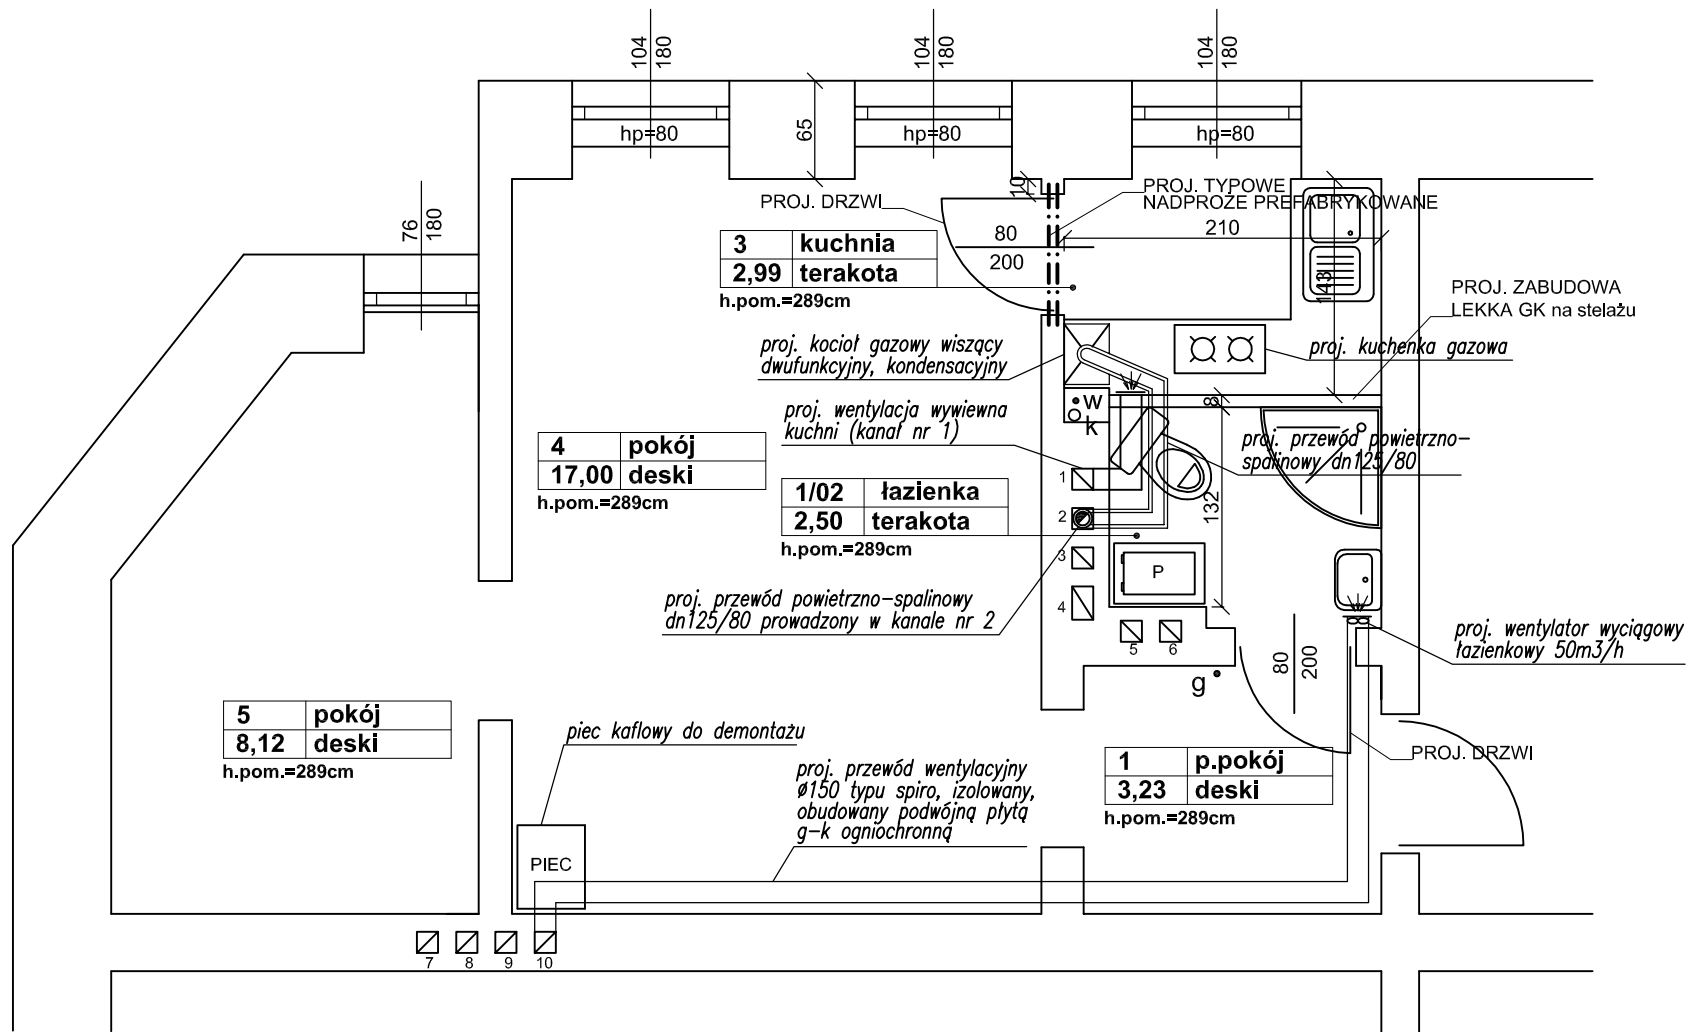 104
180
104
180
104
180
hp=80
hp=80
hp=80
65
10
76
180
PROJ. DRZWI
PROJ. TYPOWE
NADPROŻE PREFABRYKOWANE
80
200
210
143
3 kuchnia
2,99 terakota
h.pom.=289cm
PROJ. ZABUDOWA
LEKKA GK na stelażu
proj. kocioł gazowy wiszący
dwufunkcyjny, kondensacyjny
proj. kuchenka gazowa
proj. wentylacja wywiewna
kuchni (kanał nr 1)
w
k
8
proj. przewód powietrzno-
spalinowy dn125/80
4 pokój
17,00 deski
h.pom.=289cm
1/02 łazienka
2,50 terakota
h.pom.=289cm
1
2
3
4
132
P
proj. przewód powietrzno-spalinowy
dn125/80 prowadzony w kanale nr 2
5
6
proj. wentylator wyciągowy
łazienkowy 50m3/h
80
200
g
5 pokój
8,12 deski
h.pom.=289cm
piec kaflowy do demontażu
proj. przewód wentylacyjny
ø150 typu spiro, izolowany,
obudowany podwójną płytą
g-k ogniochronną
1 p.pokój
3,23 deski
h.pom.=289cm
PROJ. DRZWI
PIEC
7
8
9
10